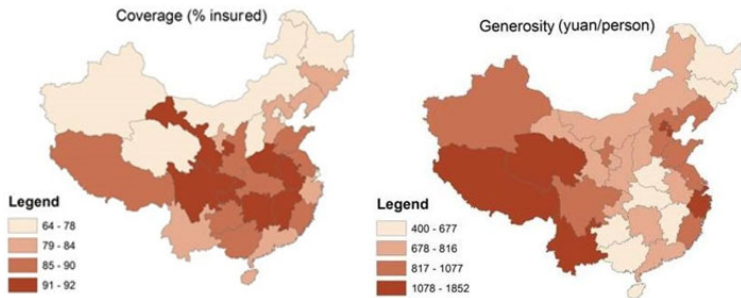 Coverage (% insured)
Legend
64 - 78
79 - 84
85 - 90
91 - 92
Generosity (yuan/person)
Legend
400 - 677
678 - 816
817 - 1077
1078 - 1852